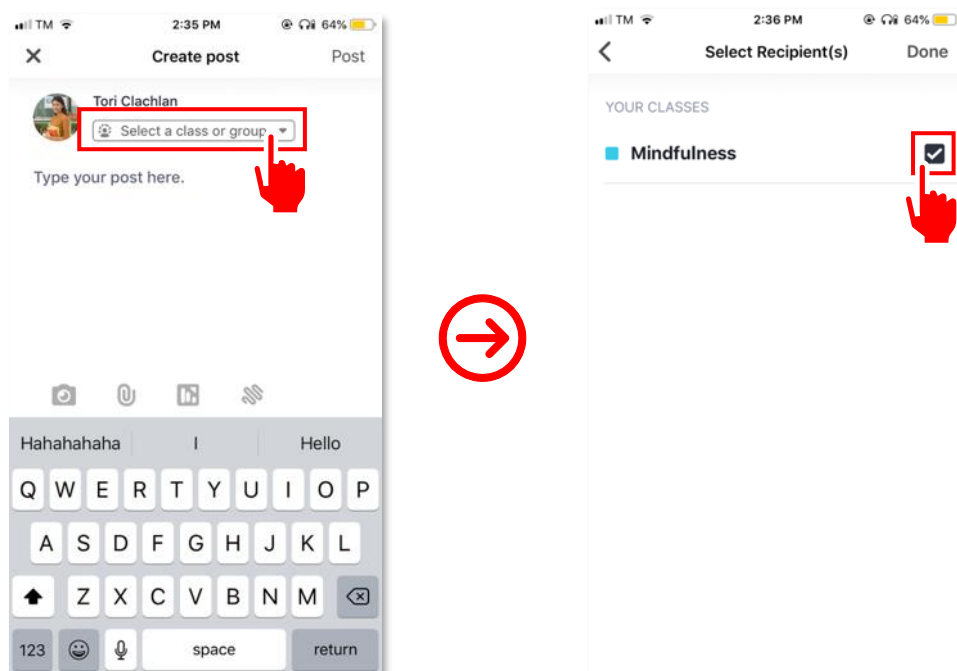 TM 2:35 PM 64%
Create post Post
Tori Clachlan
Select a class or group
Type your post here.
Hahahahaha I Hello
Q W E R T Y U I O P
A S D F G H J K L
Z X C V B N M
123 space return
TM 2:36 PM 64%
Select Recipient(s) Done
YOUR CLASSES
Mindfulness